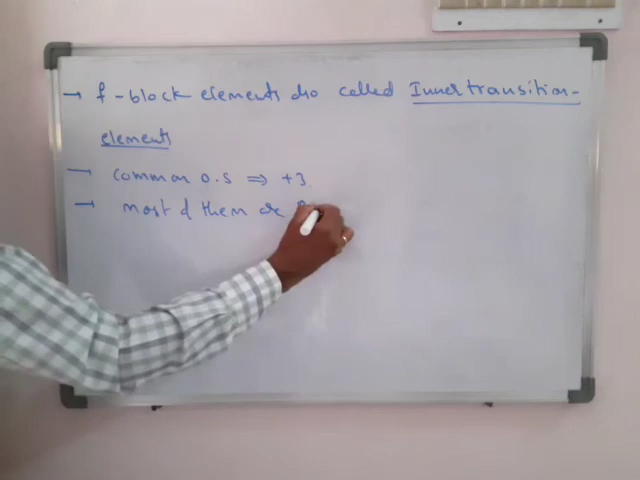 → f-block elements also called Inner transition-
elements
→ common O.S ⇒ +3
→ most of them are